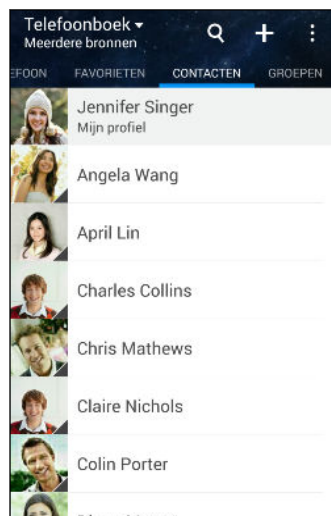 Telefoonboek
Meerdere bronnen
EFOON FAVORIETEN CONTACTEN GROEPEN
Jennifer Singer
Mijn profiel
Angela Wang
April Lin
Charles Collins
Chris Mathews
Claire Nichols
Colin Porter